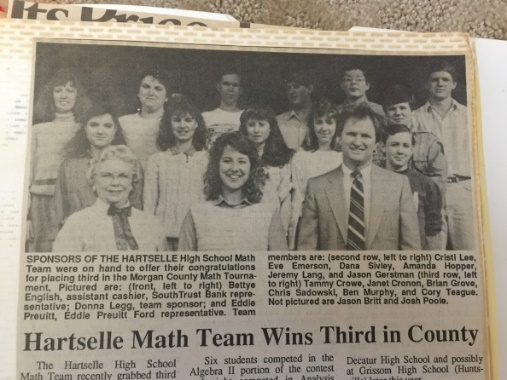 Its Price
SPONSORS OF THE HARTSELLE High School Math
Team were on hand to offer their congratulations
for placing third in the Morgan County Math Tourna-
ment. Pictured are: (front, left to right) Bettye
English, assistant cashier, SouthTrust Bank repre-
sentative; Donna Legg, team sponsor; and Eddie
Preuitt, Eddie Preuitt Ford representative. Team
members are: (second row, left to right) Cristi Lee,
Eve Emerson, Dana Sivley, Amanda Hopper,
Jeremy Lang, and Jason Gerstman (third row, left
to right) Tammy Crowe, Janet Cronon, Brian Grove,
Chris Sadowski, Ben Murphy, and Cory Teague.
Not pictured are Jason Britt and Josh Poole.
Hartselle Math Team Wins Third in County
The Hartselle High School
Math Team recently grabbed third
Six students competed in the
Algebra II portion of the contest
competed in Analysis
Decatur High School and possibly
at Grissom High School (Hunts-